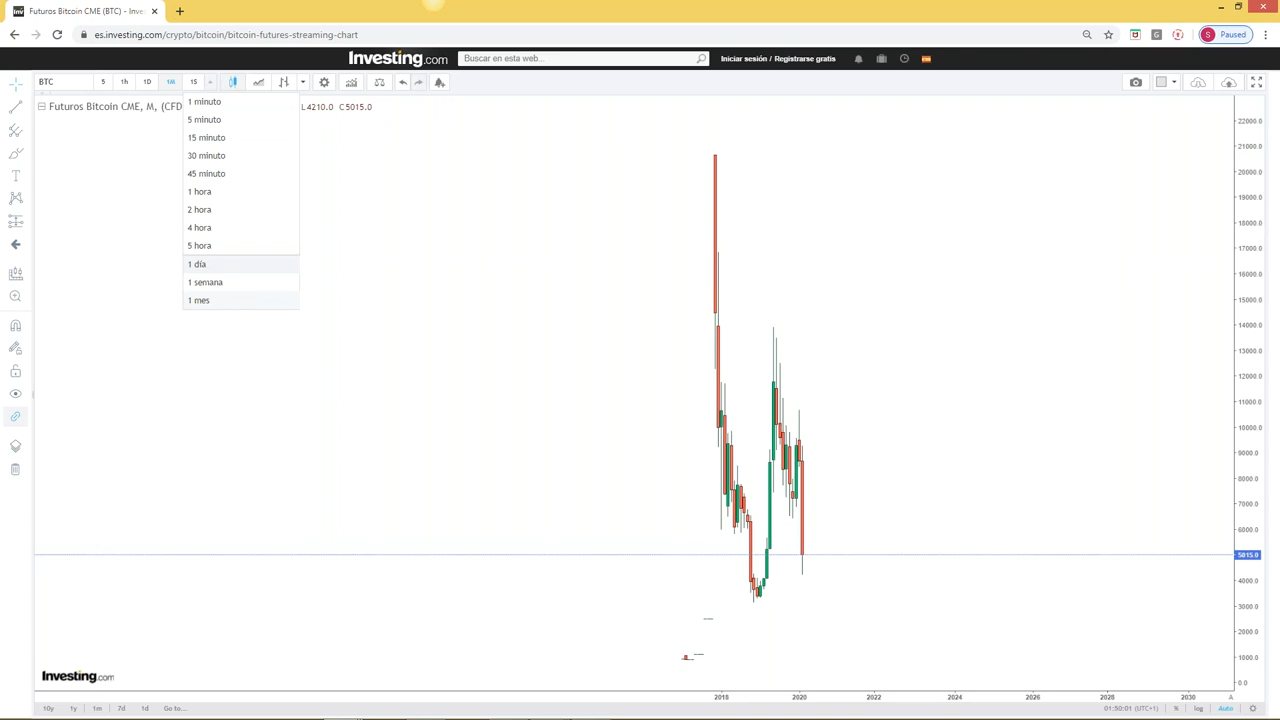 Inv Futuros Bitcoin CME (BTC) - Inv
es.investing.com/crypto/bitcoin/bitcoin-futures-streaming-chart
S Paused
Investing.com
Buscar en esta web...
Iniciar sesión / Registrarse gratis
BTC 5 1h 1D 1M 1S
Futuros Bitcoin CME, M, (CFD L4210.0 C5015.0
1 minuto
5 minuto
15 minuto
30 minuto
45 minuto
1 hora
2 hora
4 hora
5 hora
1 día
1 semana
1 mes
22000.0
21000.0
20000.0
19000.0
18000.0
17000.0
16000.0
15000.0
14000.0
13000.0
12000.0
11000.0
10000.0
9000.0
8000.0
7000.0
6000.0
5015.0
4000.0
3000.0
2000.0
1000.0
0.0
Investing.com
2018 2020 2022 2024 2026 2028 2030 A
10y 1y 1m 7d 1d Go to... 01:50:01 (UTC+1) % log Auto